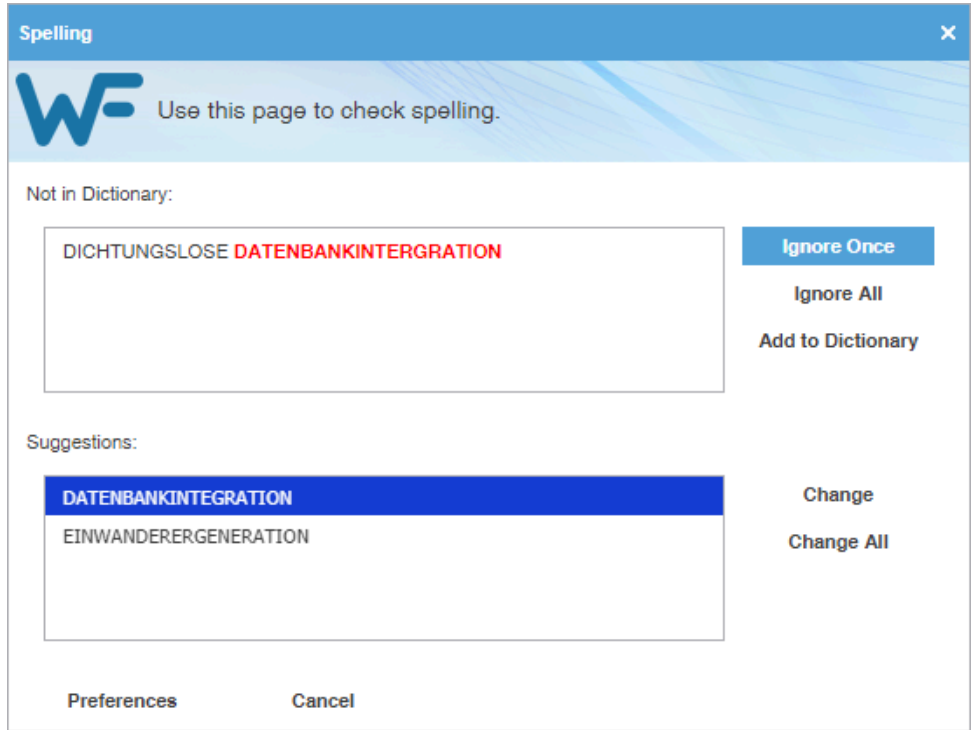 Spelling
WF Use this page to check spelling.
Not in Dictionary:
DICHTUNGSLOSE DATENBANKINTERGRATION
Ignore Once
Ignore All
Add to Dictionary
Suggestions:
DATENBANKINTEGRATION
EINWANDERERGENERATION
Change
Change All
Preferences Cancel